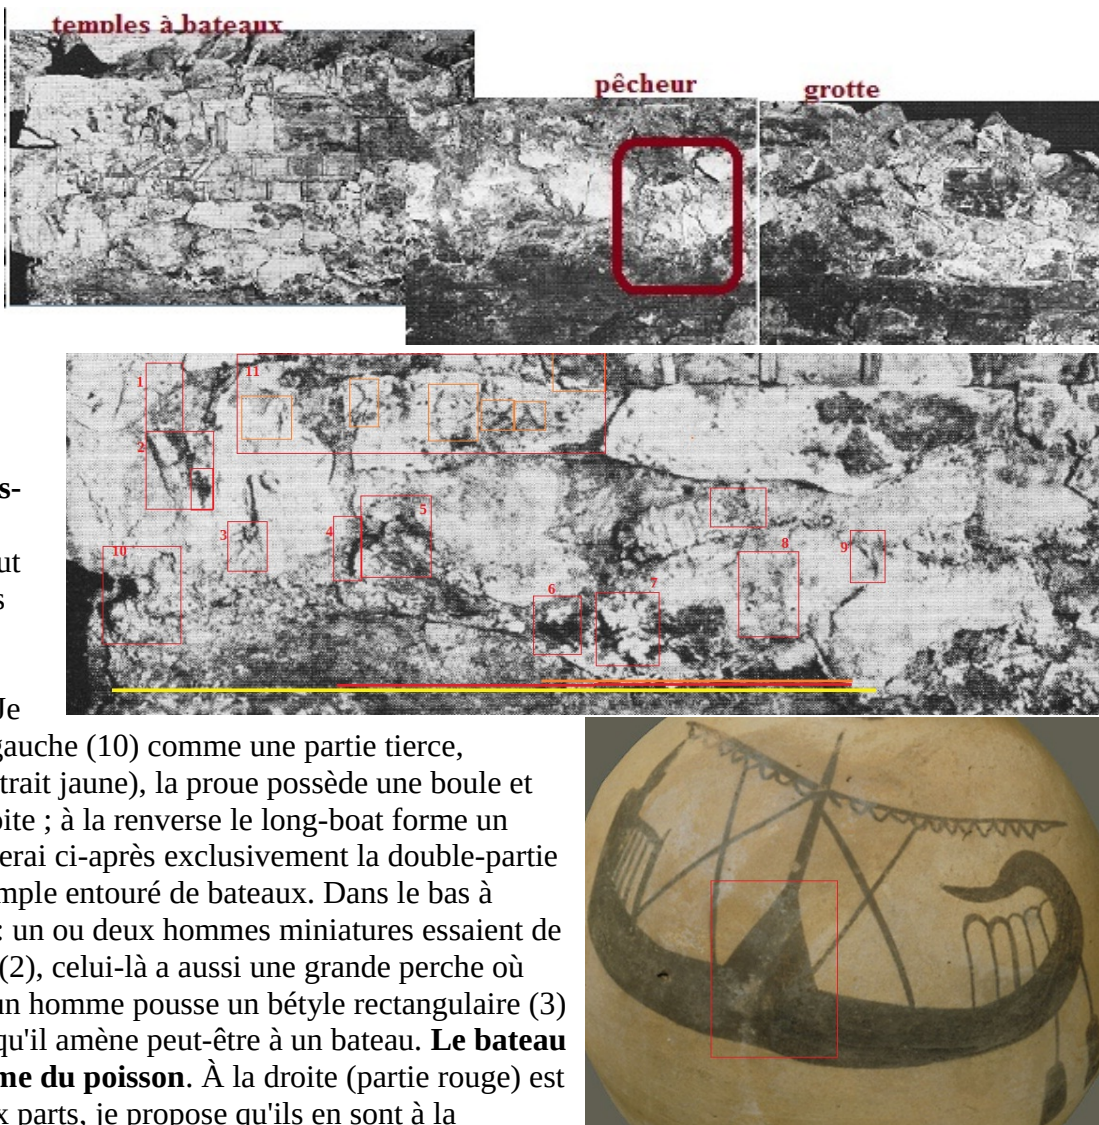 temples à bateaux
pêcheur
grotte
1
11
2
3
4
5
10
6
7
8
9
s-
ut
s
Je
gauche (10) comme une partie tierce,
trait jaune), la proue possède une boule et
oite ; à la renverse le long-boat forme un
erai ci-après exclusivement la double-partie
mple entouré de bateaux. Dans le bas à
: un ou deux hommes miniatures essaient de
(2), celui-là a aussi une grande perche où
un homme pousse un bétyle rectangulaire (3)
qu'il amène peut-être à un bateau. Le bateau
me du poisson. À la droite (partie rouge) est
x parts, je propose qu'ils en sont à la